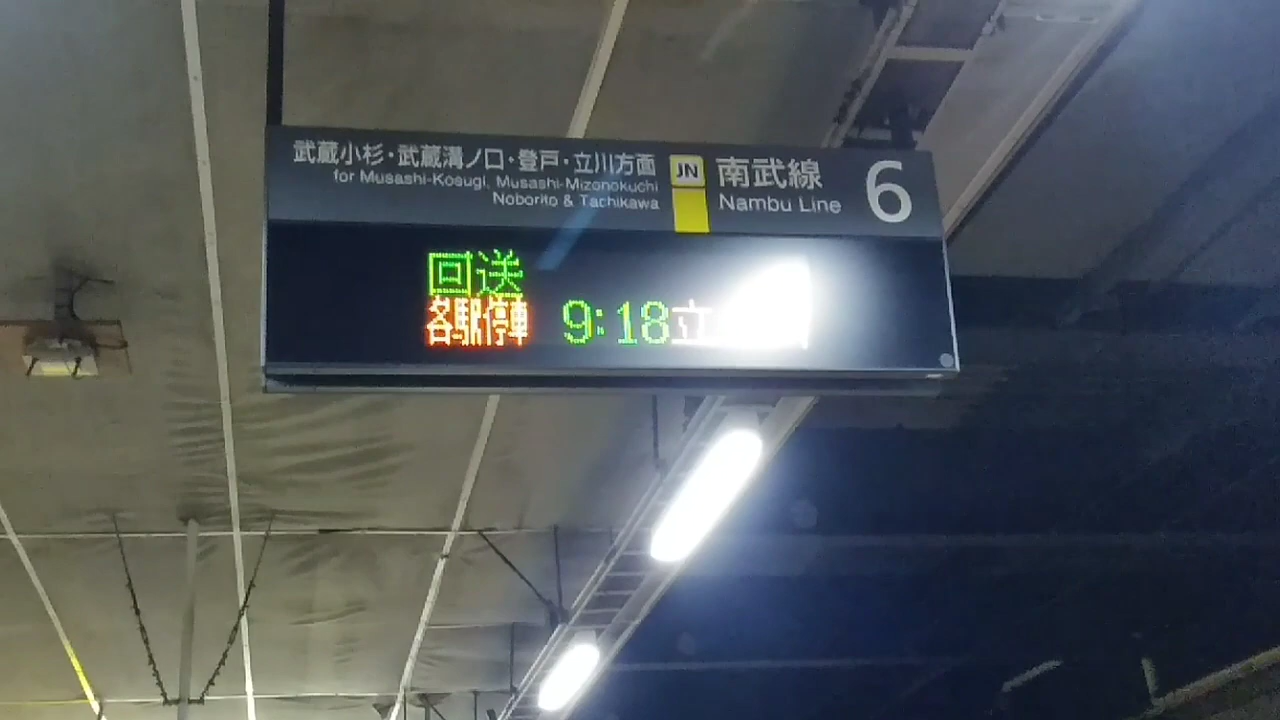 武蔵小杉・武蔵溝ノ口・登戸・立川方面
for Musashi-Kosugi, Musashi-Mizonokuchi
Noborito & Tachikawa
JN
南武線
Nambu Line
6
回送
各駅停車 9:18 立